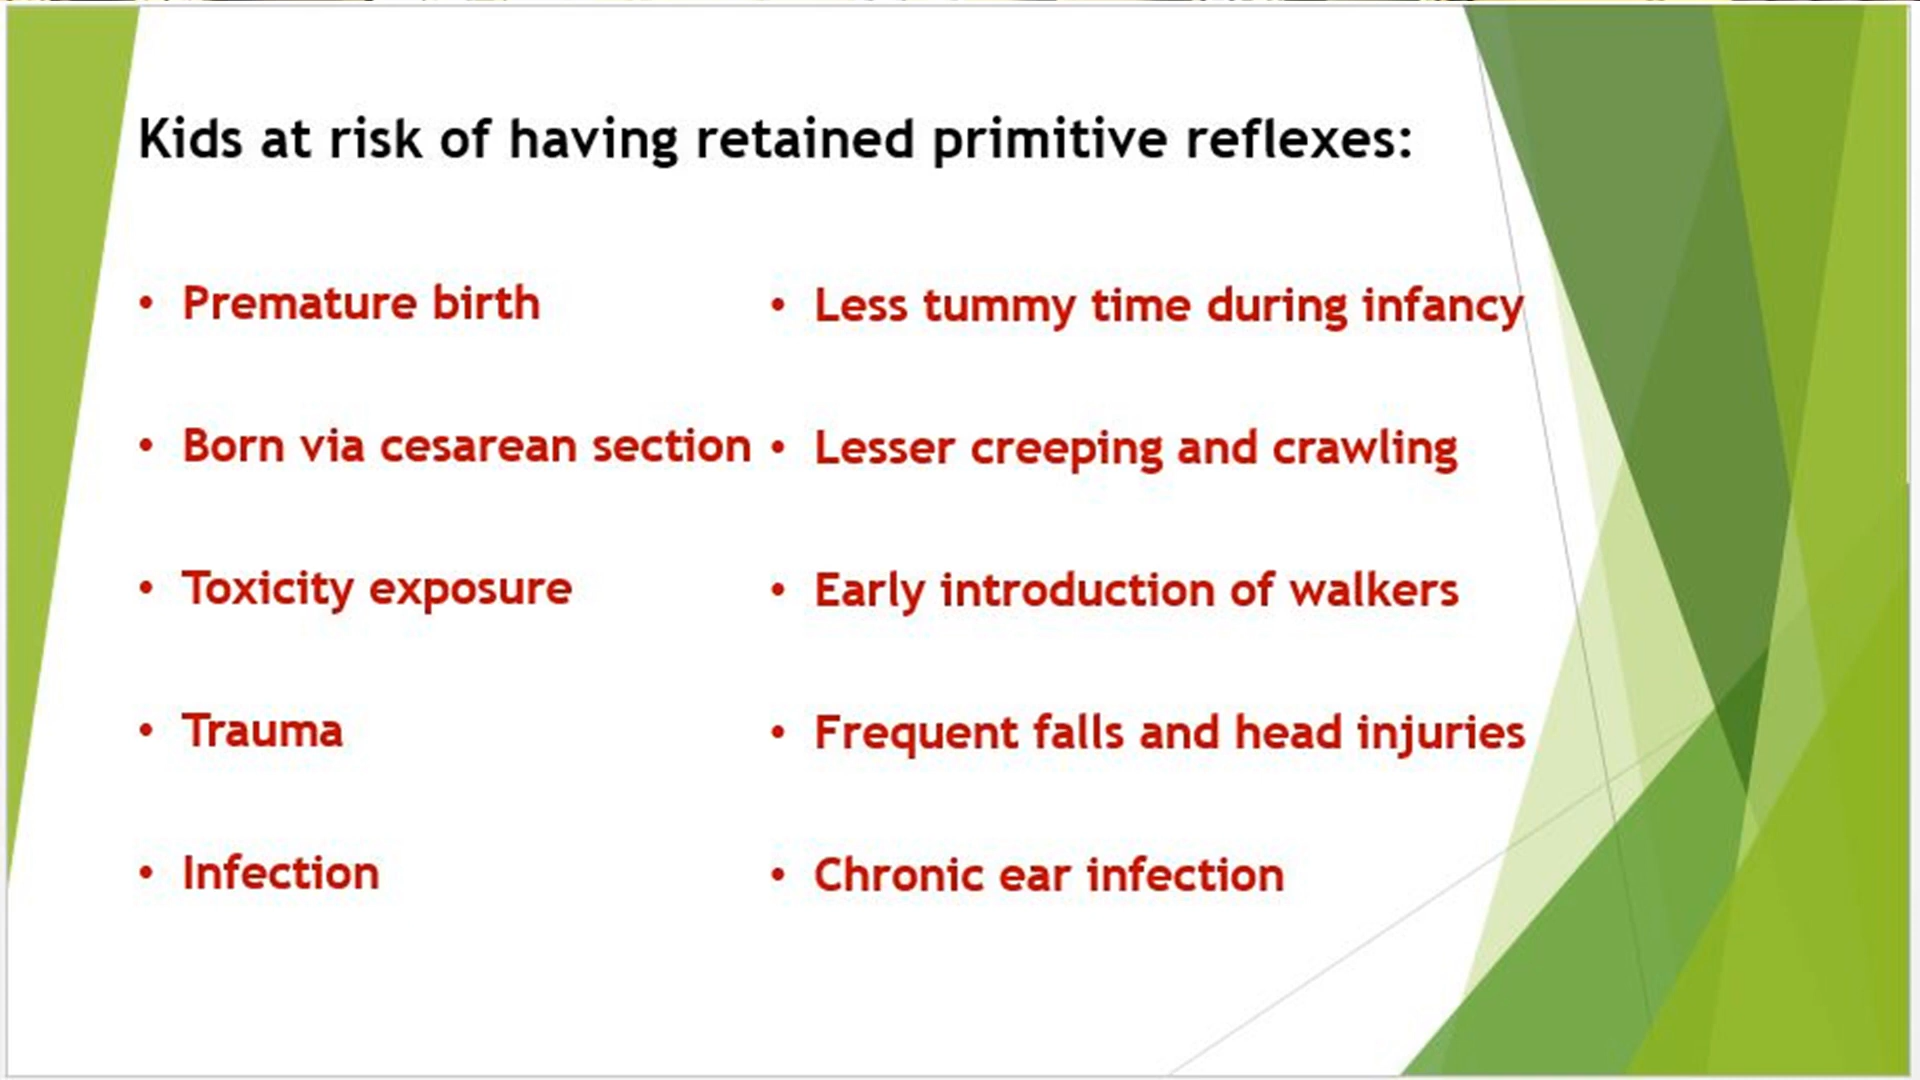 Kids at risk of having retained primitive reflexes:
• Premature birth
• Born via cesarean section
• Toxicity exposure
• Trauma
• Infection
• Less tummy time during infancy
• Lesser creeping and crawling
• Early introduction of walkers
• Frequent falls and head injuries
• Chronic ear infection